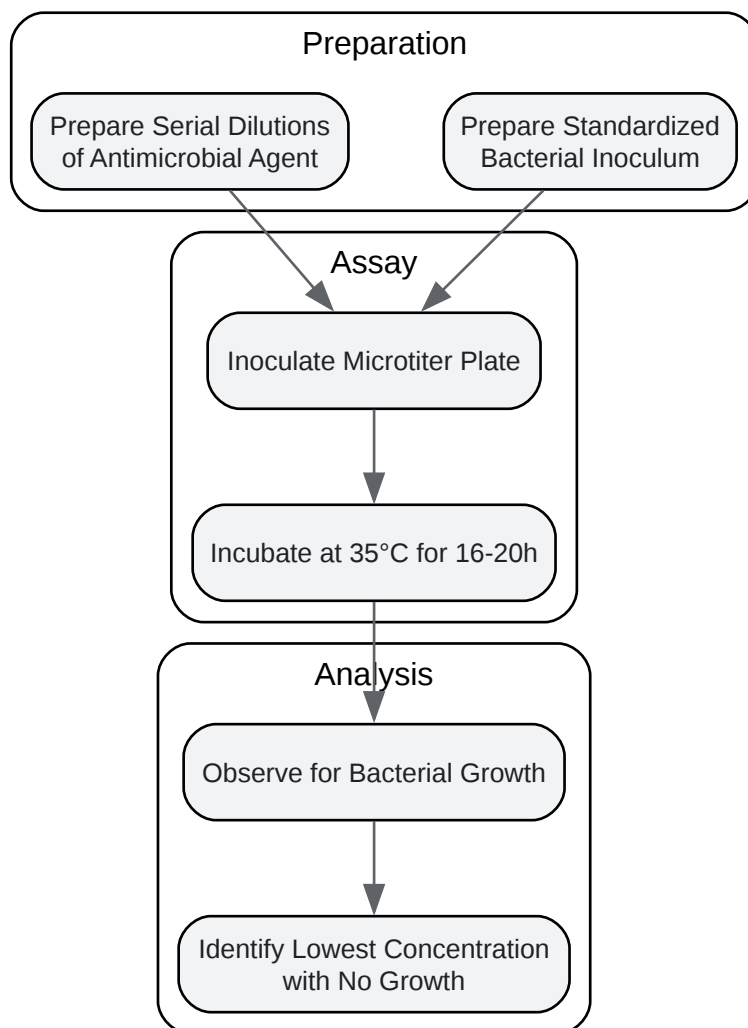 Preparation
Prepare Serial Dilutions
of Antimicrobial Agent
Prepare Standardized
Bacterial Inoculum
Assay
Inoculate Microtiter Plate
Incubate at 35°C for 16-20h
Analysis
Observe for Bacterial Growth
Identify Lowest Concentration
with No Growth